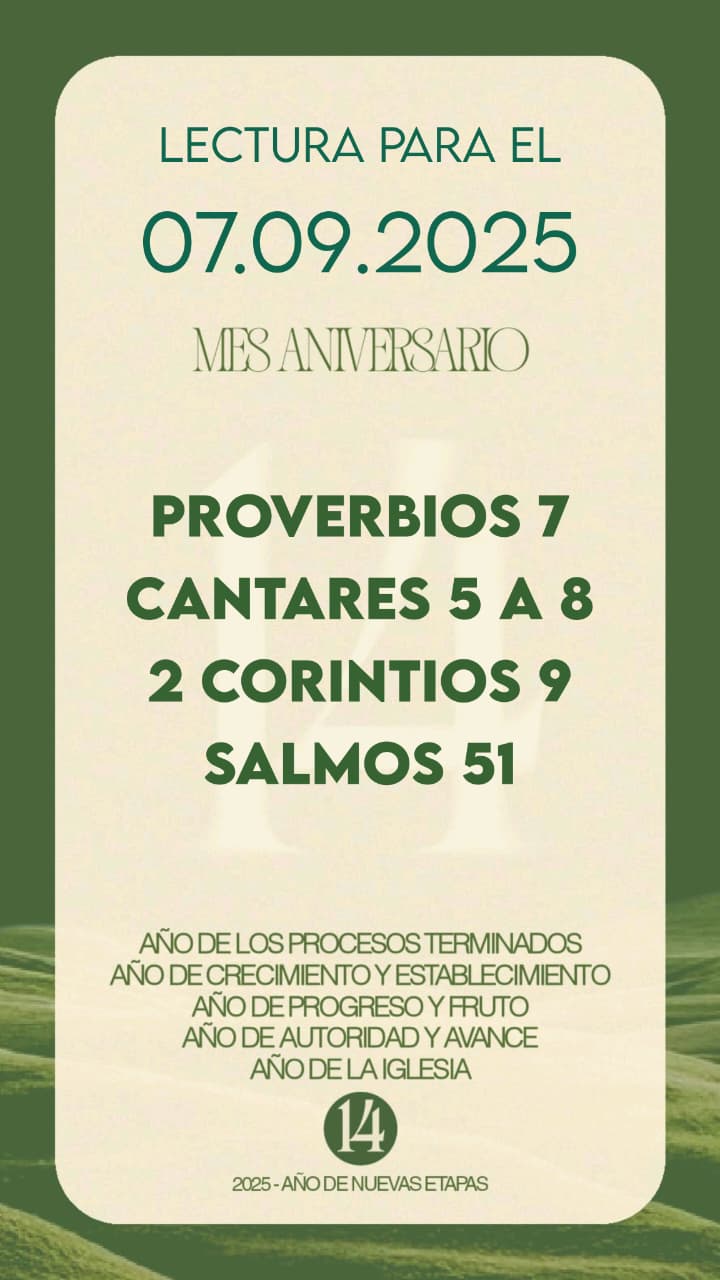 LECTURA PARA EL
07.09.2025
MES ANIVERSARIO
PROVERBIOS 7
CANTARES 5 A 8
2 CORINTIOS 9
SALMOS 51
14
AÑO DE LOS PROCESOS TERMINADOS
AÑO DE CRECIMIENTO Y ESTABLECIMIENTO
AÑO DE PROGRESO Y FRUTO
AÑO DE AUTORIDAD Y AVANCE
AÑO DE LA IGLESIA
14
2025 - AÑO DE NUEVAS ETAPAS